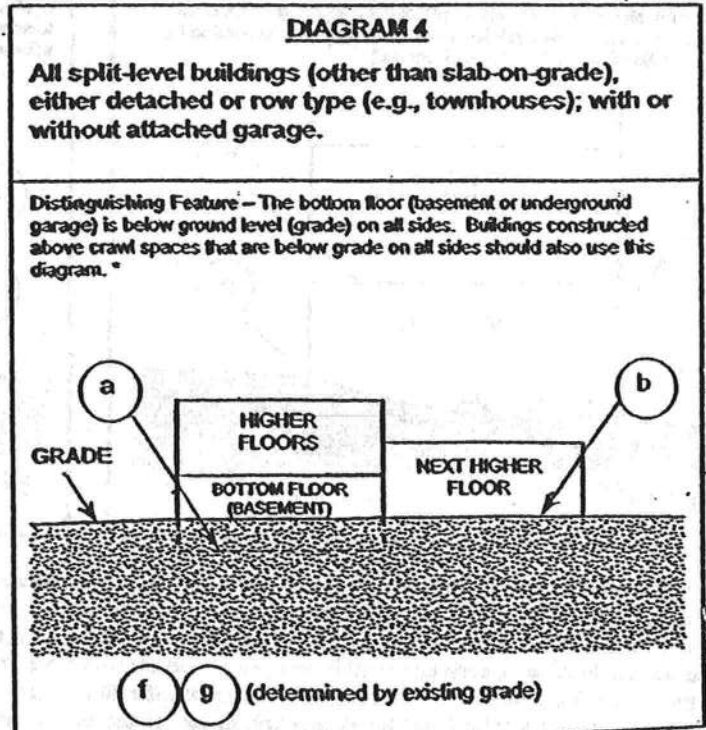 DIAGRAM 4
All split-level buildings (other than slab-on-grade),
either detached or row type (e.g., townhouses); with or
without attached garage.
Distinguishing Feature – The bottom floor (basement or underground
garage) is below ground level (grade) on all sides. Buildings constructed
above crawl spaces that are below grade on all sides should also use this
diagram. *
a
b
HIGHER
FLOORS
GRADE
NEXT HIGHER
FLOOR
BOTTOM FLOOR
(BASEMENT)
f g (determined by existing grade)